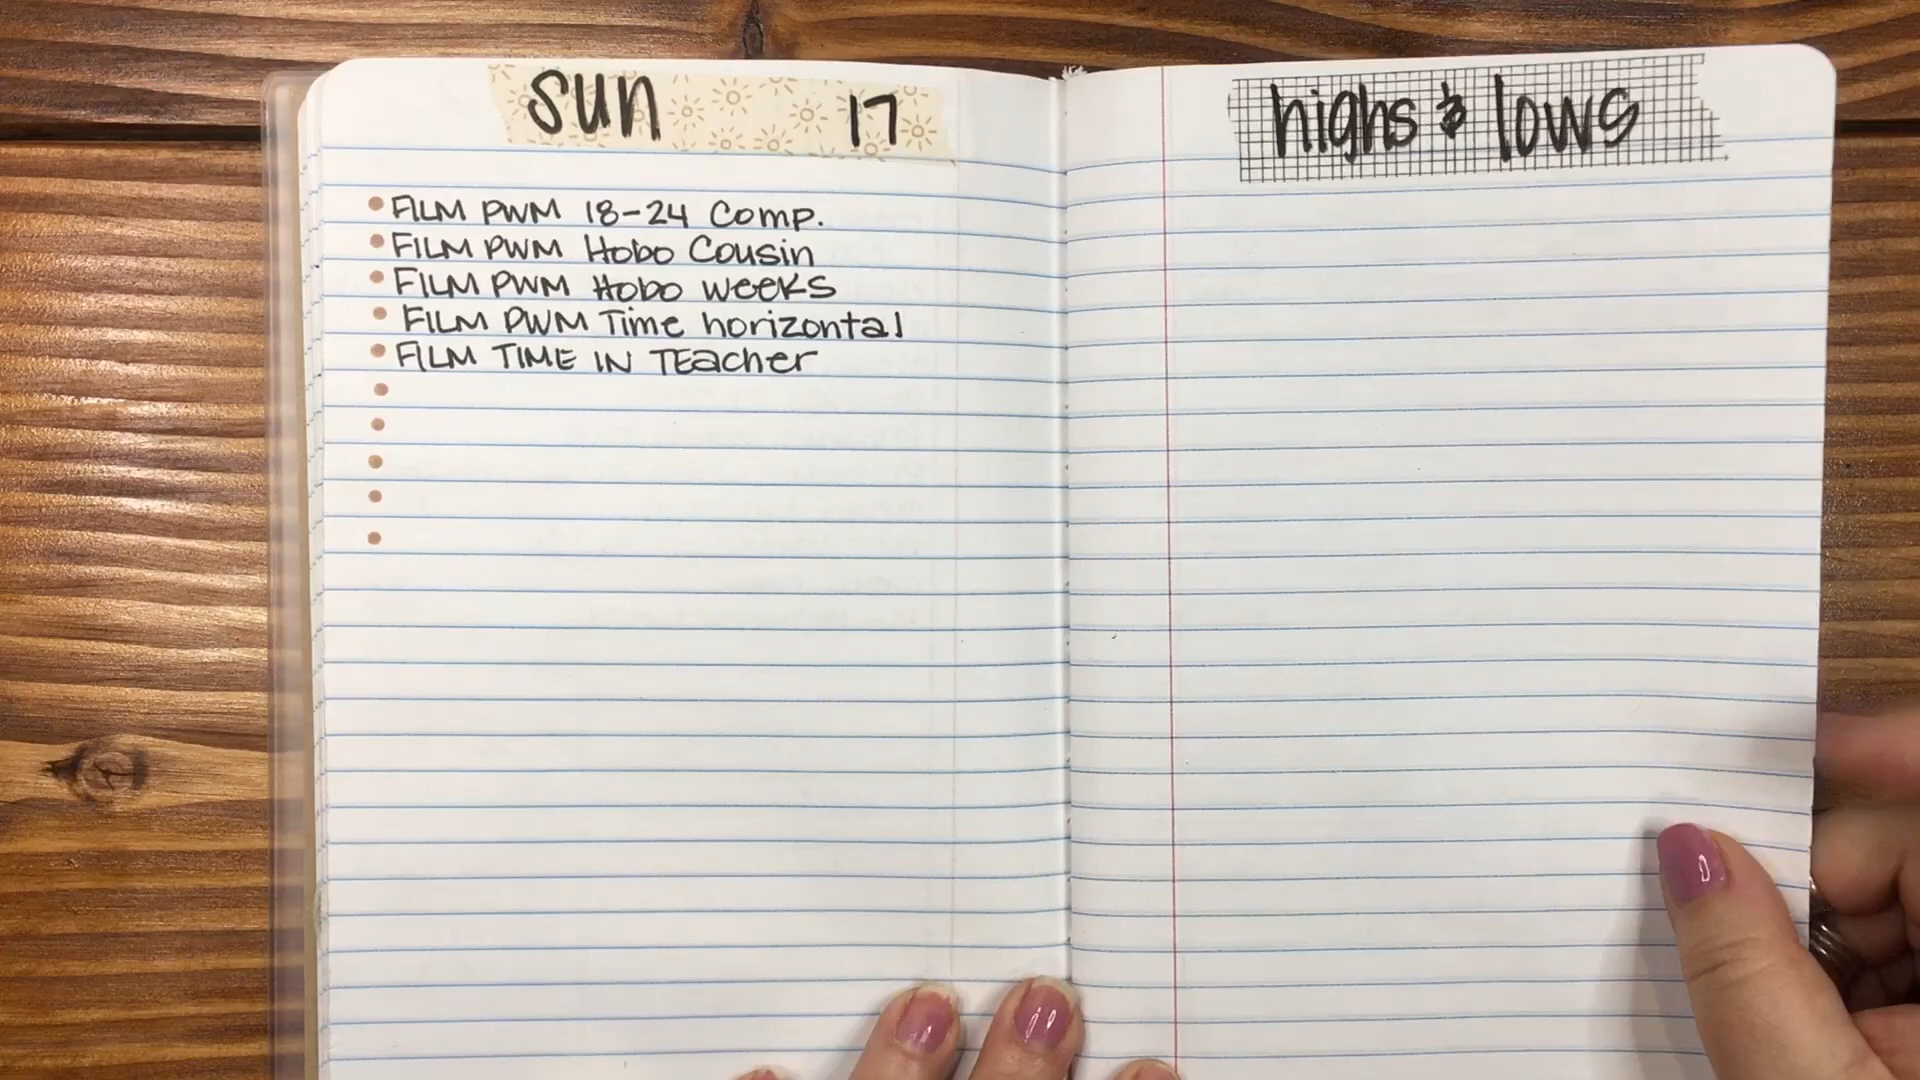 sun 17
• FILM PWM 18-24 Comp.
• FILM PWM Hobo Cousin
• FILM PWM Hobo weeks
• FILM PWM Time horizontal
• FILM TIME IN TEacher
•
•
•
•
•
highs & lows